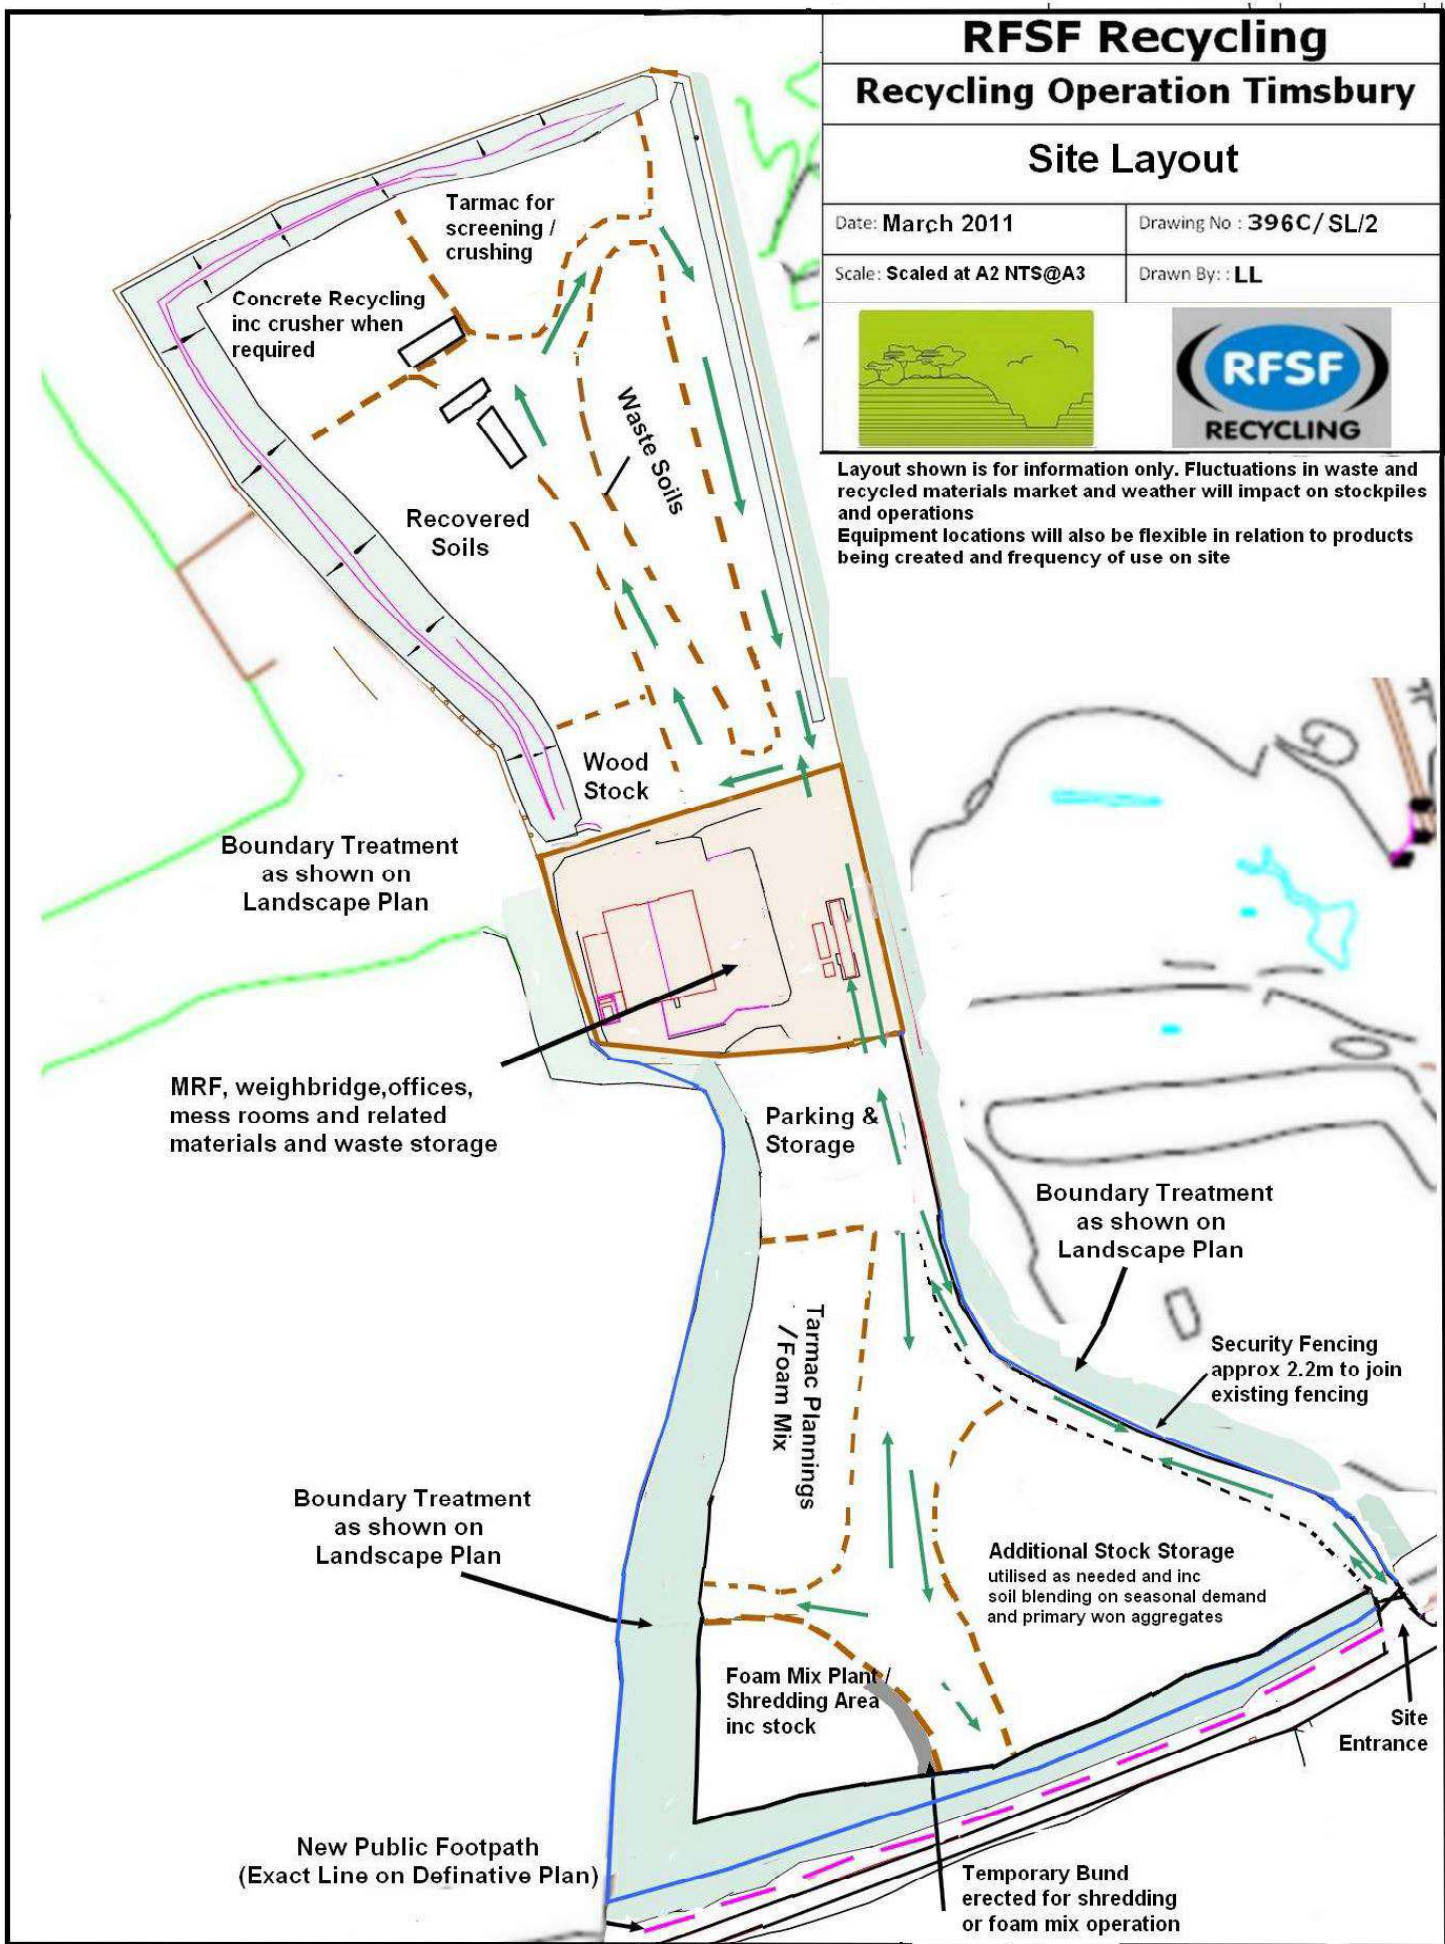 RFSF Recycling
Recycling Operation Timsbury
Site Layout
Date: March 2011
Drawing No : 396C/SL/2
Scale: Scaled at A2 NTS@A3
Drawn By: : LL
RFSF
RECYCLING
Layout shown is for information only. Fluctuations in waste and
recycled materials market and weather will impact on stockpiles
and operations
Equipment locations will also be flexible in relation to products
being created and frequency of use on site
Tarmac for
screening /
crushing
Concrete Recycling
inc crusher when
required
Waste Soils
Recovered
Soils
Wood
Stock
Boundary Treatment
as shown on
Landscape Plan
MRF, weighbridge,offices,
mess rooms and related
materials and waste storage
Parking &
Storage
Boundary Treatment
as shown on
Landscape Plan
Security Fencing
approx 2.2m to join
existing fencing
Tarmac Plannings
/Foam Mix
Boundary Treatment
as shown on
Landscape Plan
Additional Stock Storage
utilised as needed and inc
soil blending on seasonal demand
and primary won aggregates
Foam Mix Plant /
Shredding Area
inc stock
Site
Entrance
New Public Footpath
(Exact Line on Definative Plan)
Temporary Bund
erected for shredding
or foam mix operation